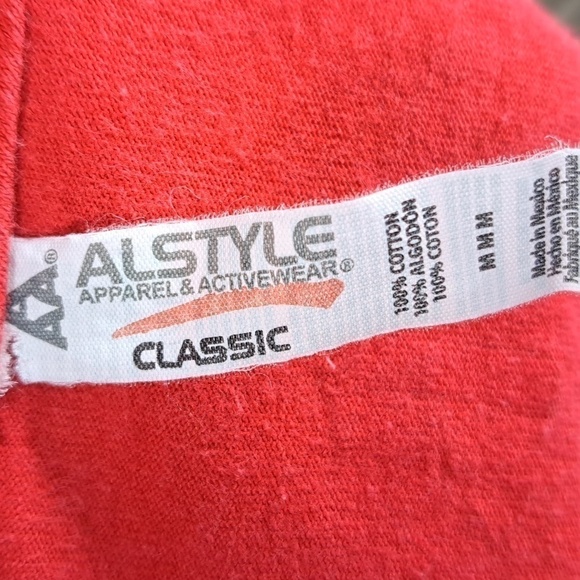 AA®
ALSTYLE
APPAREL & ACTIVEWEAR®
CLASSIC
100% COTTON
100% ALGODON
100% COTON
M M M
Made in Mexico
Hecho en México
Fabriqué au Mexique